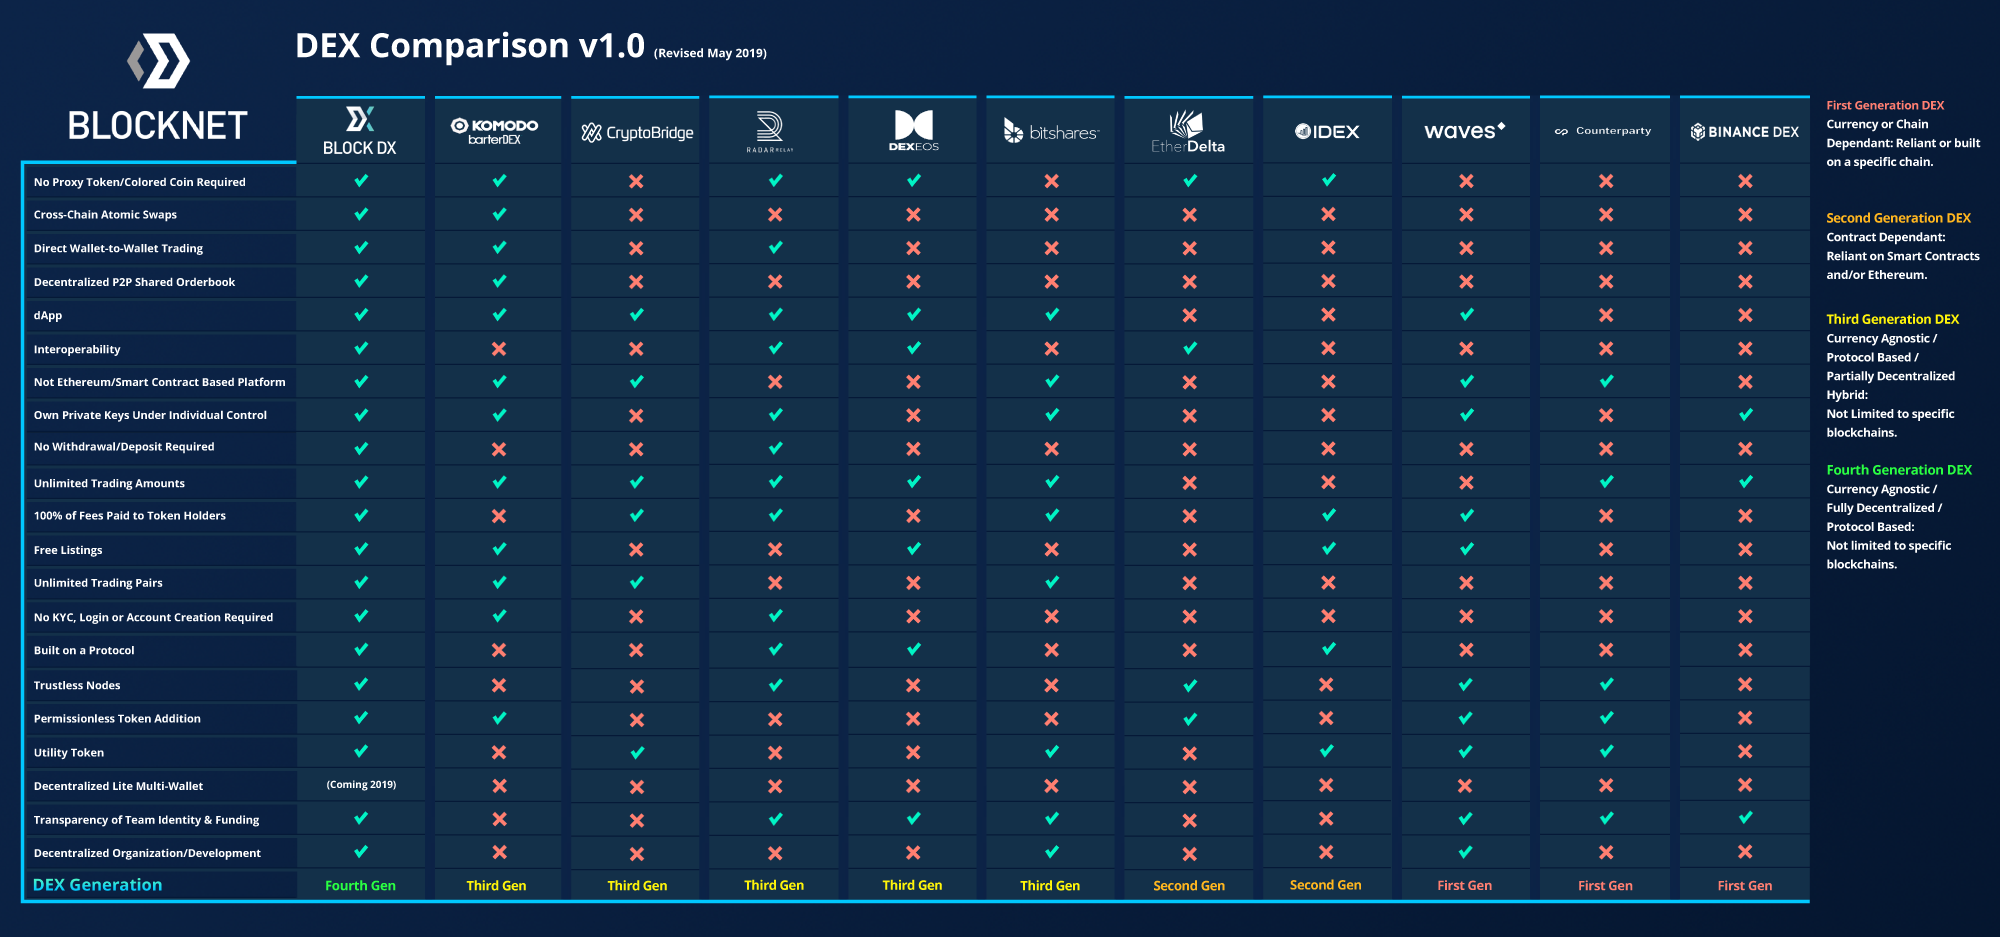 DEX Comparison v1.0 (Revised May 2019)
BLOCKNET
BLOCK DX
KOMODO
barterDEX
CryptoBridge
RADAR RELAY
DEXEOS
bitshares
EtherDelta
IDEX
waves
Counterparty
BINANCE DEX
No Proxy Token/Colored Coin Required
Cross-Chain Atomic Swaps
Direct Wallet-to-Wallet Trading
Decentralized P2P Shared Orderbook
dApp
Interoperability
Not Ethereum/Smart Contract Based Platform
Own Private Keys Under Individual Control
No Withdrawal/Deposit Required
Unlimited Trading Amounts
100% of Fees Paid to Token Holders
Free Listings
Unlimited Trading Pairs
No KYC, Login or Account Creation Required
Built on a Protocol
Trustless Nodes
Permissionless Token Addition
Utility Token
Decentralized Lite Multi-Wallet (Coming 2019)
Transparency of Team Identity & Funding
Decentralized Organization/Development
DEX Generation Fourth Gen Third Gen Third Gen Third Gen Third Gen Third Gen Second Gen Second Gen First Gen First Gen First Gen
First Generation DEX
Currency or Chain
Dependant: Reliant or built
on a specific chain.
Second Generation DEX
Contract Dependant:
Reliant on Smart Contracts
and/or Ethereum.
Third Generation DEX
Currency Agnostic /
Protocol Based /
Partially Decentralized
Hybrid:
Not Limited to specific
blockchains.
Fourth Generation DEX
Currency Agnostic /
Fully Decentralized /
Protocol Based:
Not limited to specific
blockchains.